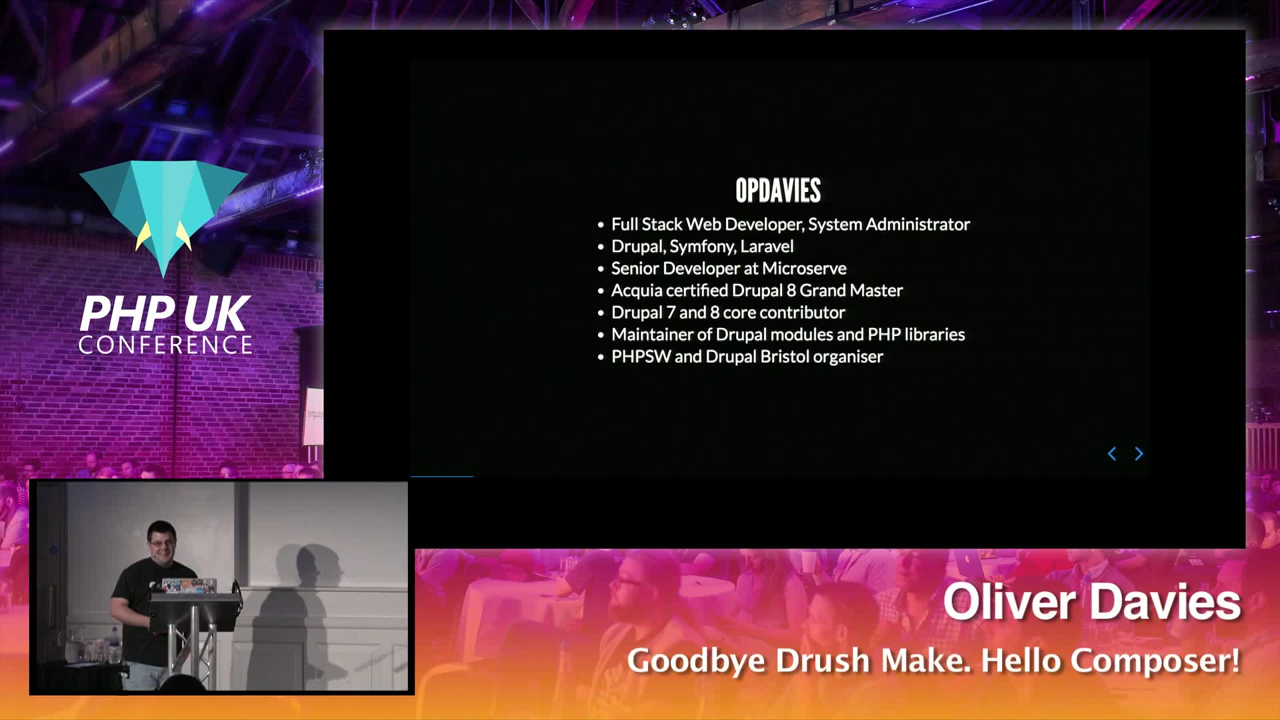 PHP UK
CONFERENCE
OPDAVIES
• Full Stack Web Developer, System Administrator
• Drupal, Symfony, Laravel
• Senior Developer at Microserve
• Acquia certified Drupal 8 Grand Master
• Drupal 7 and 8 core contributor
• Maintainer of Drupal modules and PHP libraries
• PHPSW and Drupal Bristol organiser
Oliver Davies
Goodbye Drush Make. Hello Composer!